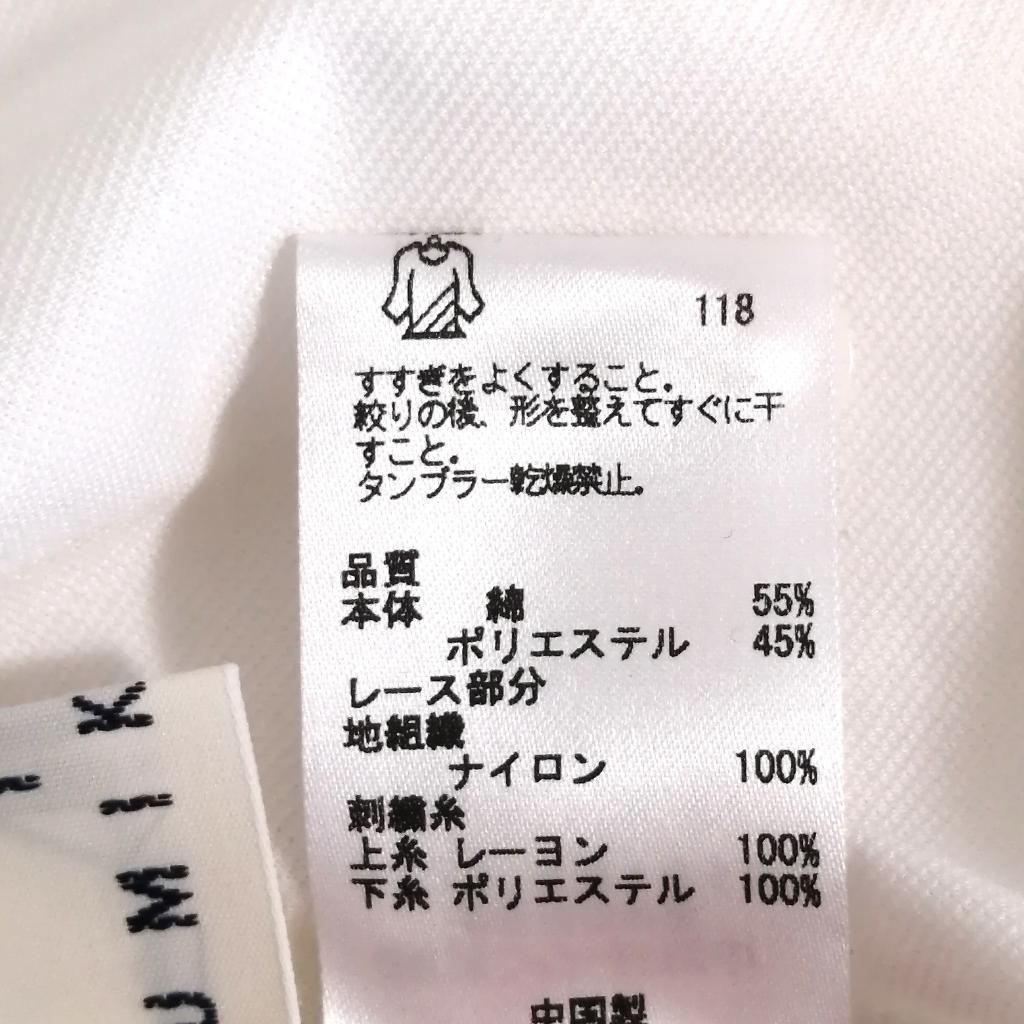 118
すすぎをよくすること。
絞りの後、形を整えてすぐに干
すこと。
タンブラー乾燥禁止。
品質
本体 綿 55%
ポリエステル 45%
レース部分
地組織
ナイロン 100%
刺繍糸
上糸 レーヨン 100%
下糸 ポリエステル 100%
中国製
U M I K